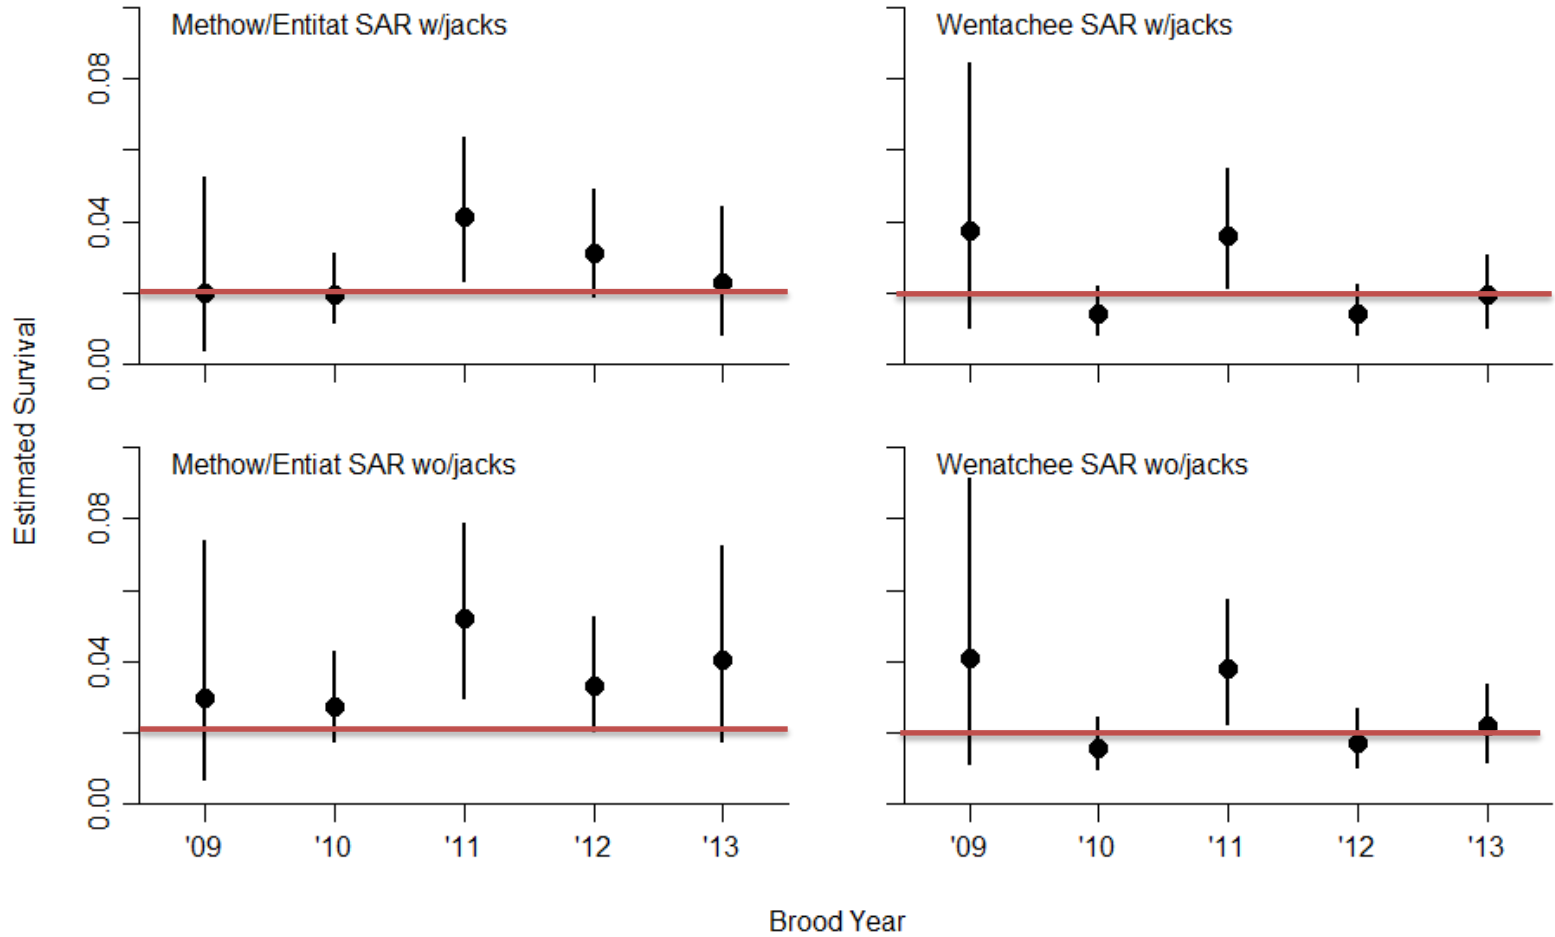 Methow/Entitat SAR w/jacks
Wentachee SAR w/jacks
0.08
0.04
0.00
Estimated Survival
Methow/Entiat SAR wo/jacks
Wenatchee SAR wo/jacks
0.08
0.04
0.00
'09 '10 '11 '12 '13
'09 '10 '11 '12 '13
Brood Year